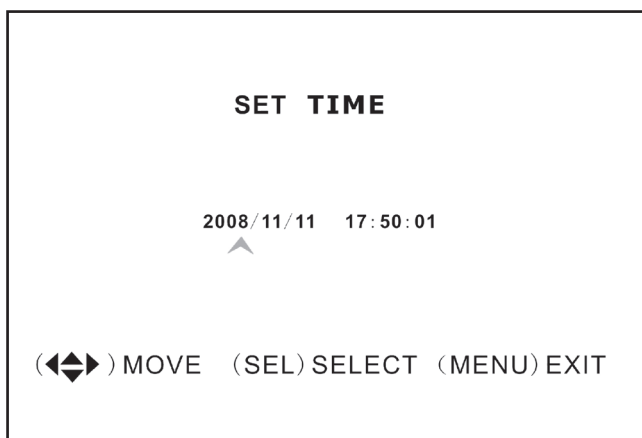 SET TIME
2008/11/11 17:50:01
(◀▲▼▶) MOVE (SEL) SELECT (MENU) EXIT